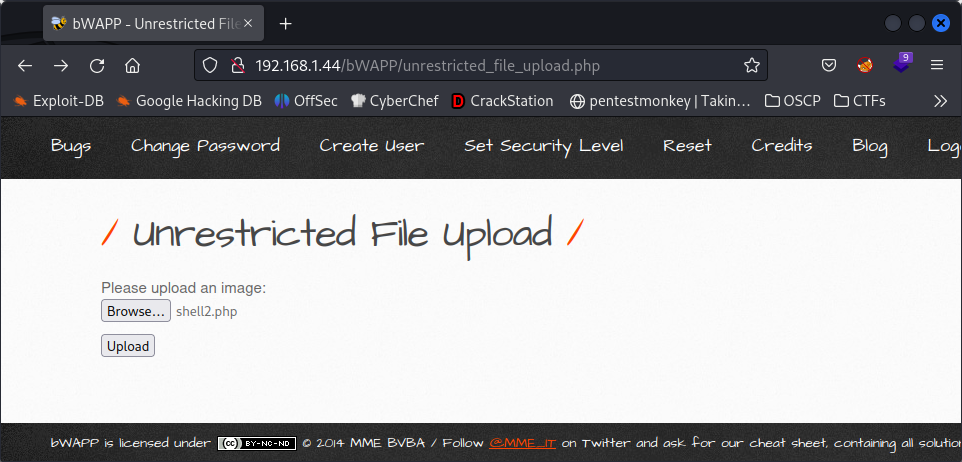 bWAPP - Unrestricted File
192.168.1.44/bWAPP/unrestricted_file_upload.php
9
Exploit-DB Google Hacking DB OffSec CyberChef CrackStation pentestmonkey | Takin… OSCP CTFs
Bugs Change Password Create User Set Security Level Reset Credits Blog Log
/ Unrestricted File Upload /
Please upload an image:
Browse... shell2.php
Upload
bWAPP is licensed under (cc) BY-NC-ND © 2014 MME BVBA / Follow @MME_IT on Twitter and ask for our cheat sheet, containing all solution